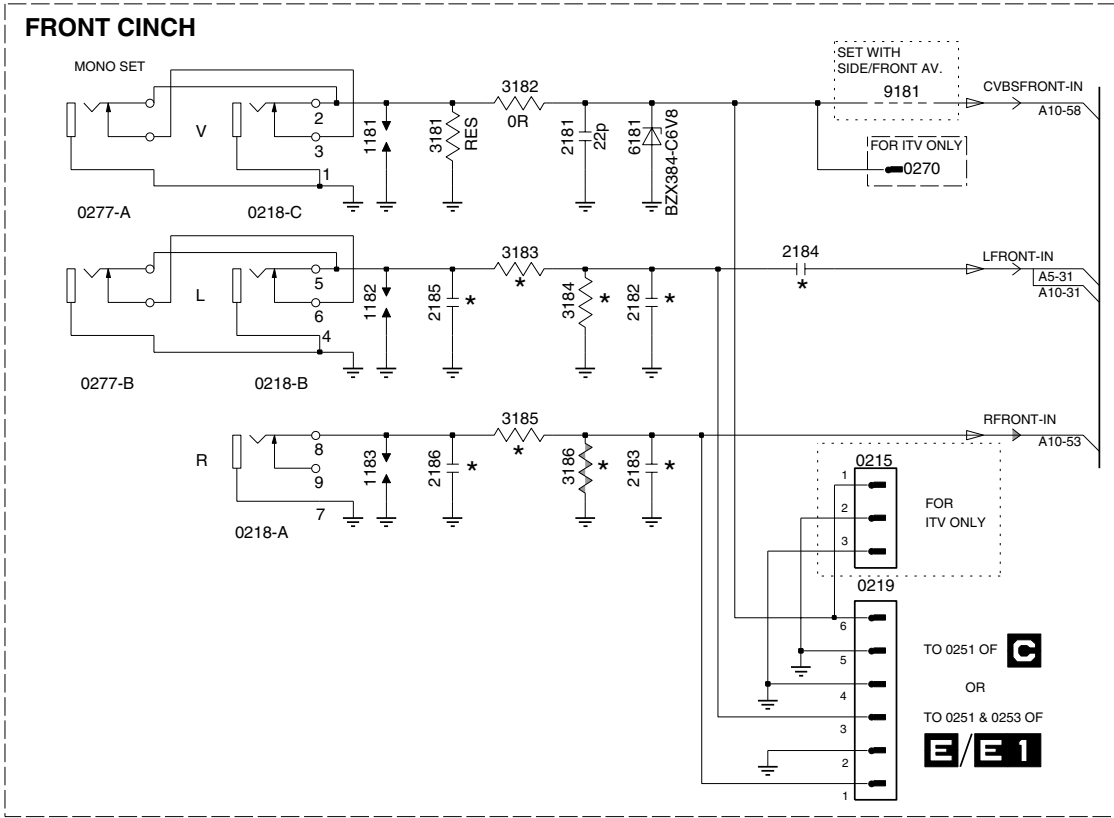 FRONT CINCH
MONO SET
V
2
3
1
0277-A
0218-C
1181
3181
RES
3182
0R
2181
22p
6181
BZX384-C6V8
SET WITH
SIDE/FRONT AV.
9181
CVBSFRONT-IN
A10-58
FOR ITV ONLY
0270
L
5
6
4
0277-B
0218-B
1182
2185
*
3183
*
3184
*
2182
*
2184
*
LFRONT-IN
A5-31
A10-31
R
8
9
7
0218-A
1183
2186
*
3185
*
3186
*
2183
*
RFRONT-IN
A10-53
0215
1
2
3
FOR
ITV ONLY
0219
6
5
4
3
2
1
TO 0251 OF C
OR
TO 0251 & 0253 OF
E/E 1